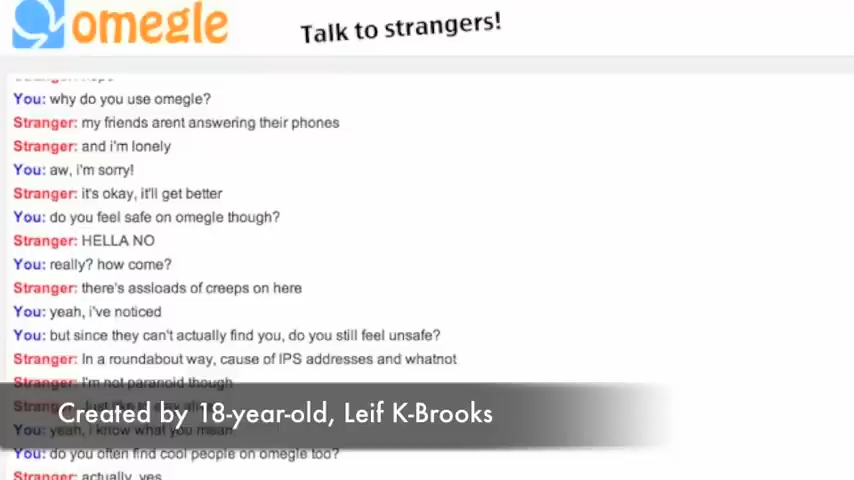 omegle
Talk to strangers!
You: why do you use omegle?
Stranger: my friends arent answering their phones
Stranger: and i'm lonely
You: aw, i'm sorry!
Stranger: it's okay, it'll get better
You: do you feel safe on omegle though?
Stranger: HELLA NO
You: really? how come?
Stranger: there's assloads of creeps on here
You: yeah, i've noticed
You: but since they can't actually find you, do you still feel unsafe?
Stranger: In a roundabout way, cause of IPS addresses and whatnot
Stranger: I'm not paranoid though
Created by 18-year-old, Leif K-Brooks
You: yeah, i know what you mean
You: do you often find cool people on omegle too?
Stranger: actually, yes